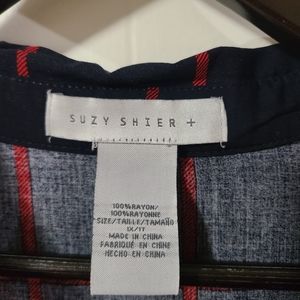 SUZY SHIER +
100%RAYON/
100%RAYONNE
SIZE/TAILLE/TAMAÑO
1X/1T
MADE IN CHINA
FABRIQUÉ EN CHINE
HECHO EN CHINA